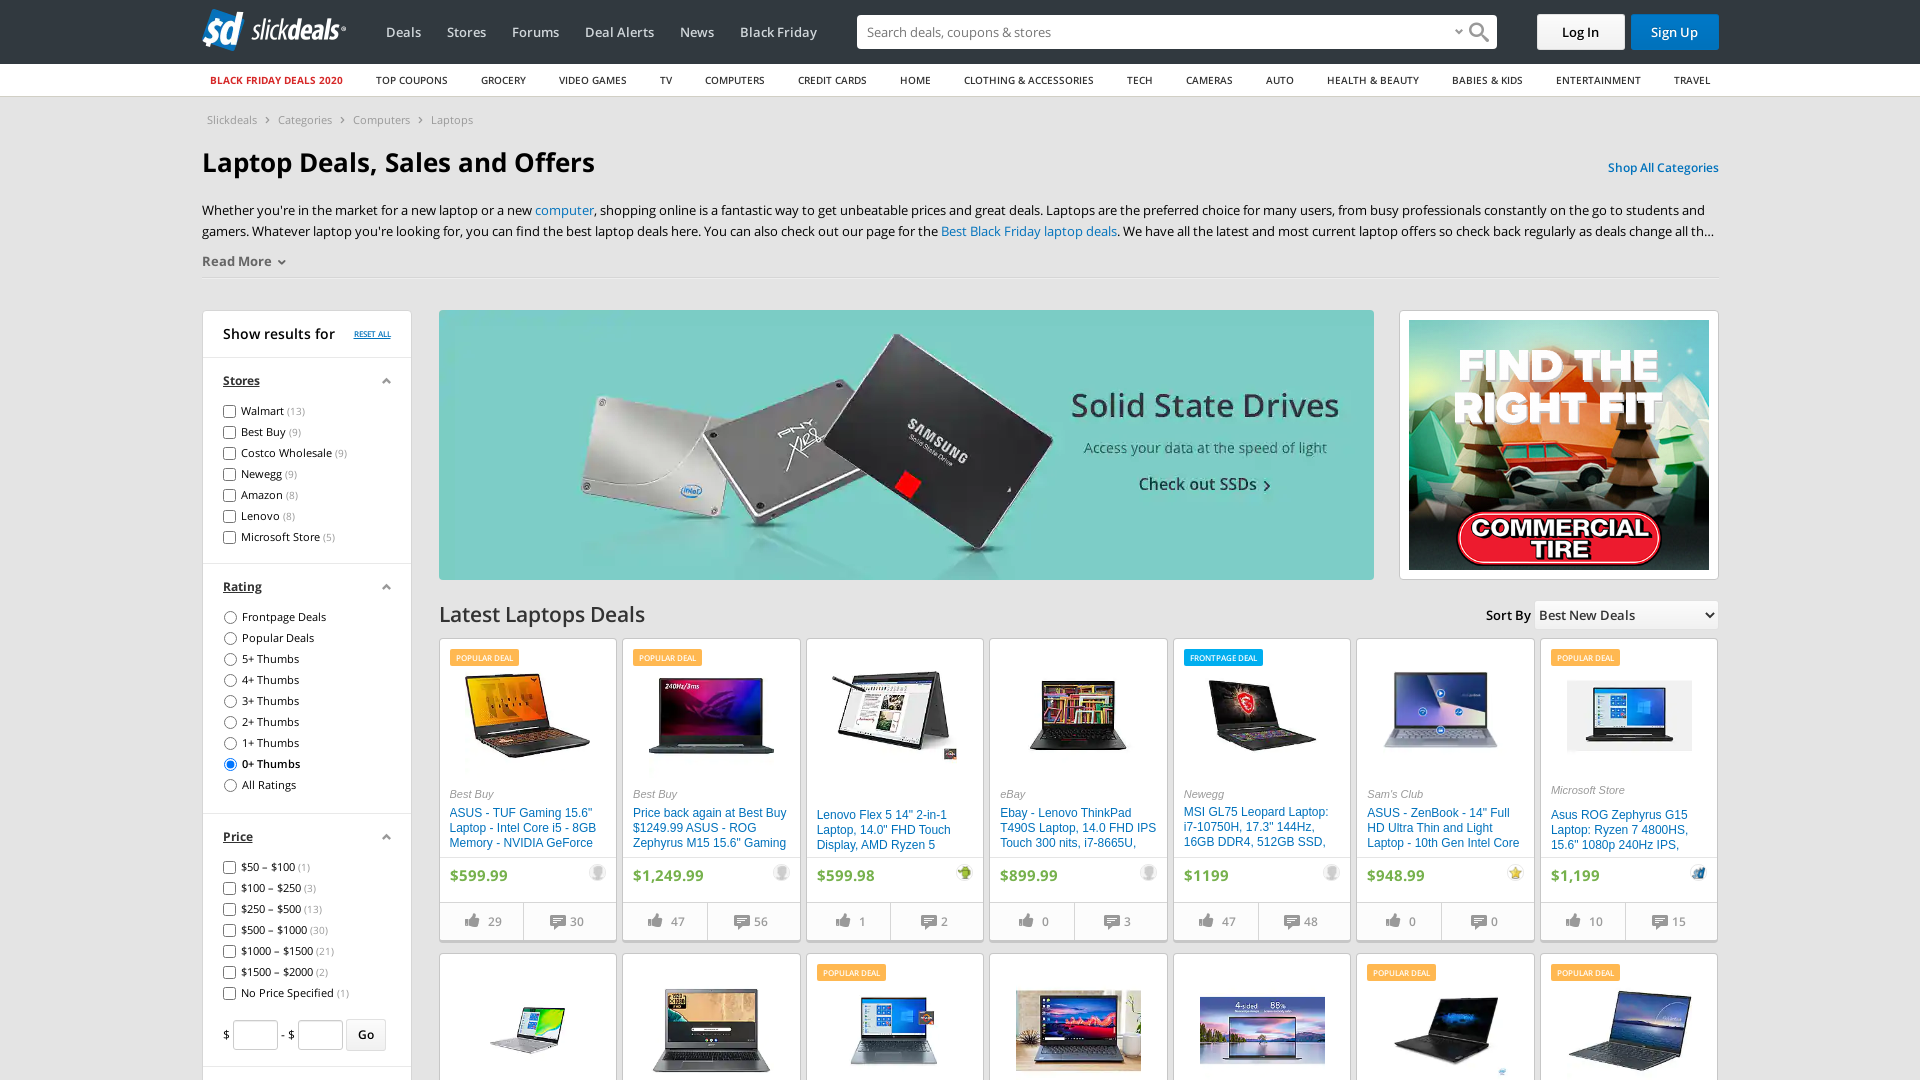 $d slickdeals
Deals
Stores
Forums
Deal Alerts
News
Black Friday
Search deals, coupons & stores
Log In
Sign Up
BLACK FRIDAY DEALS 2020
TOP COUPONS
GROCERY
VIDEO GAMES
TV
COMPUTERS
CREDIT CARDS
HOME
CLOTHING & ACCESSORIES
TECH
CAMERAS
AUTO
HEALTH & BEAUTY
BABIES & KIDS
ENTERTAINMENT
TRAVEL
Slickdeals > Categories > Computers > Laptops
Laptop Deals, Sales and Offers
Shop All Categories
Whether you're in the market for a new laptop or a new computer, shopping online is a fantastic way to get unbeatable prices and great deals. Laptops are the preferred choice for many users, from busy professionals constantly on the go to students and
gamers. Whatever laptop you're looking for, you can find the best laptop deals here. You can also check out our page for the Best Black Friday laptop deals. We have all the latest and most current laptop offers so check back regularly as deals change all th...
Read More
Show results for
RESET ALL
Stores
Walmart (13)
Best Buy (9)
Costco Wholesale (9)
Newegg (9)
Amazon (8)
Lenovo (8)
Microsoft Store (5)
Rating
Frontpage Deals
Popular Deals
5+ Thumbs
4+ Thumbs
3+ Thumbs
2+ Thumbs
1+ Thumbs
0+ Thumbs
All Ratings
Price
$50 – $100 (1)
$100 – $250 (3)
$250 – $500 (13)
$500 – $1000 (30)
$1000 – $1500 (21)
$1500 – $2000 (2)
No Price Specified (1)
$ - $ Go
intel
PNY
XLR8
SAMSUNG
Solid State Drive
Solid State Drives
Access your data at the speed of light
Check out SSDs >
FIND THE
RIGHT FIT
COMMERCIAL
TIRE
Latest Laptops Deals
Sort By Best New Deals
POPULAR DEAL
Best Buy
ASUS - TUF Gaming 15.6"
Laptop - Intel Core i5 - 8GB
Memory - NVIDIA GeForce
$599.99
29
30
POPULAR DEAL
240Hz/3ms
Best Buy
Price back again at Best Buy
$1249.99 ASUS - ROG
Zephyrus M15 15.6" Gaming
$1,249.99
47
56
Lenovo Flex 5 14" 2-in-1
Laptop, 14.0" FHD Touch
Display, AMD Ryzen 5
$599.98
1
2
eBay
Ebay - Lenovo ThinkPad
T490S Laptop, 14.0 FHD IPS
Touch 300 nits, i7-8665U,
$899.99
0
3
FRONTPAGE DEAL
Newegg
MSI GL75 Leopard Laptop:
i7-10750H, 17.3" 144Hz,
16GB DDR4, 512GB SSD,
$1199
47
48
Sam's Club
ASUS - ZenBook - 14" Full
HD Ultra Thin and Light
Laptop - 10th Gen Intel Core
$948.99
0
0
POPULAR DEAL
Microsoft Store
Asus ROG Zephyrus G15
Laptop: Ryzen 7 4800HS,
15.6" 1080p 240Hz IPS,
$1,199
10
15
POPULAR DEAL
4-sided
88%
POPULAR DEAL
POPULAR DEAL